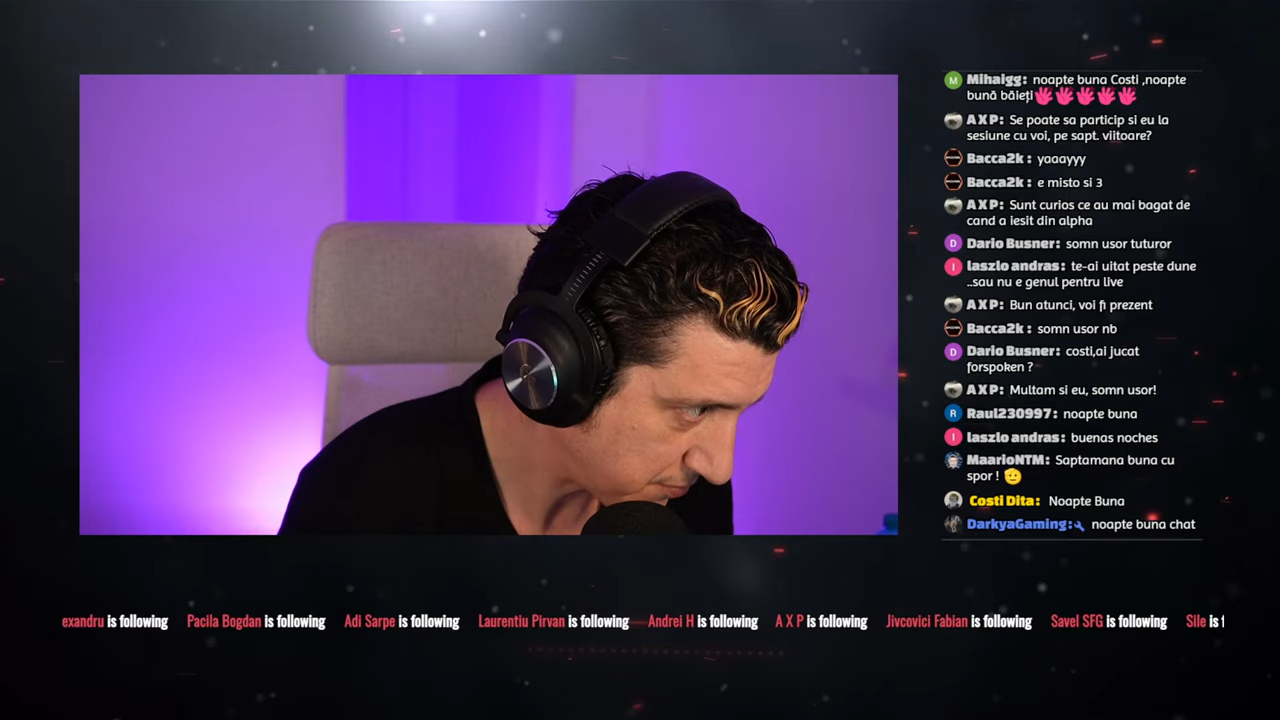 Mihaigg: noapte buna Costi ,noapte
bună băieți
A X P: Se poate sa particip si eu la
sesiune cu voi, pe sapt. viitoare?
Bacca2k : yaaayyy
Bacca2k : e misto si 3
A X P: Sunt curios ce au mai bagat de
cand a iesit din alpha
Dario Busner: somn usor tuturor
laszlo andras: te-ai uitat peste dune
..sau nu e genul pentru live
A X P: Bun atunci, voi fi prezent
Bacca2k : somn usor nb
Dario Busner: costi,ai jucat
forspoken ?
A X P: Multam si eu, somn usor!
Raul230997: noapte buna
laszlo andras: buenas noches
MaarioNTM: Saptamana buna cu
spor !
Costi Dita: Noapte Buna
DarkyaGaming: noapte buna chat
exandru is following Pacila Bogdan is following Adi Sarpe is following Laurentiu Pirvan is following Andrei H is following A X P is following Jivcovici Fabian is following Savel SFG is following Sile is f